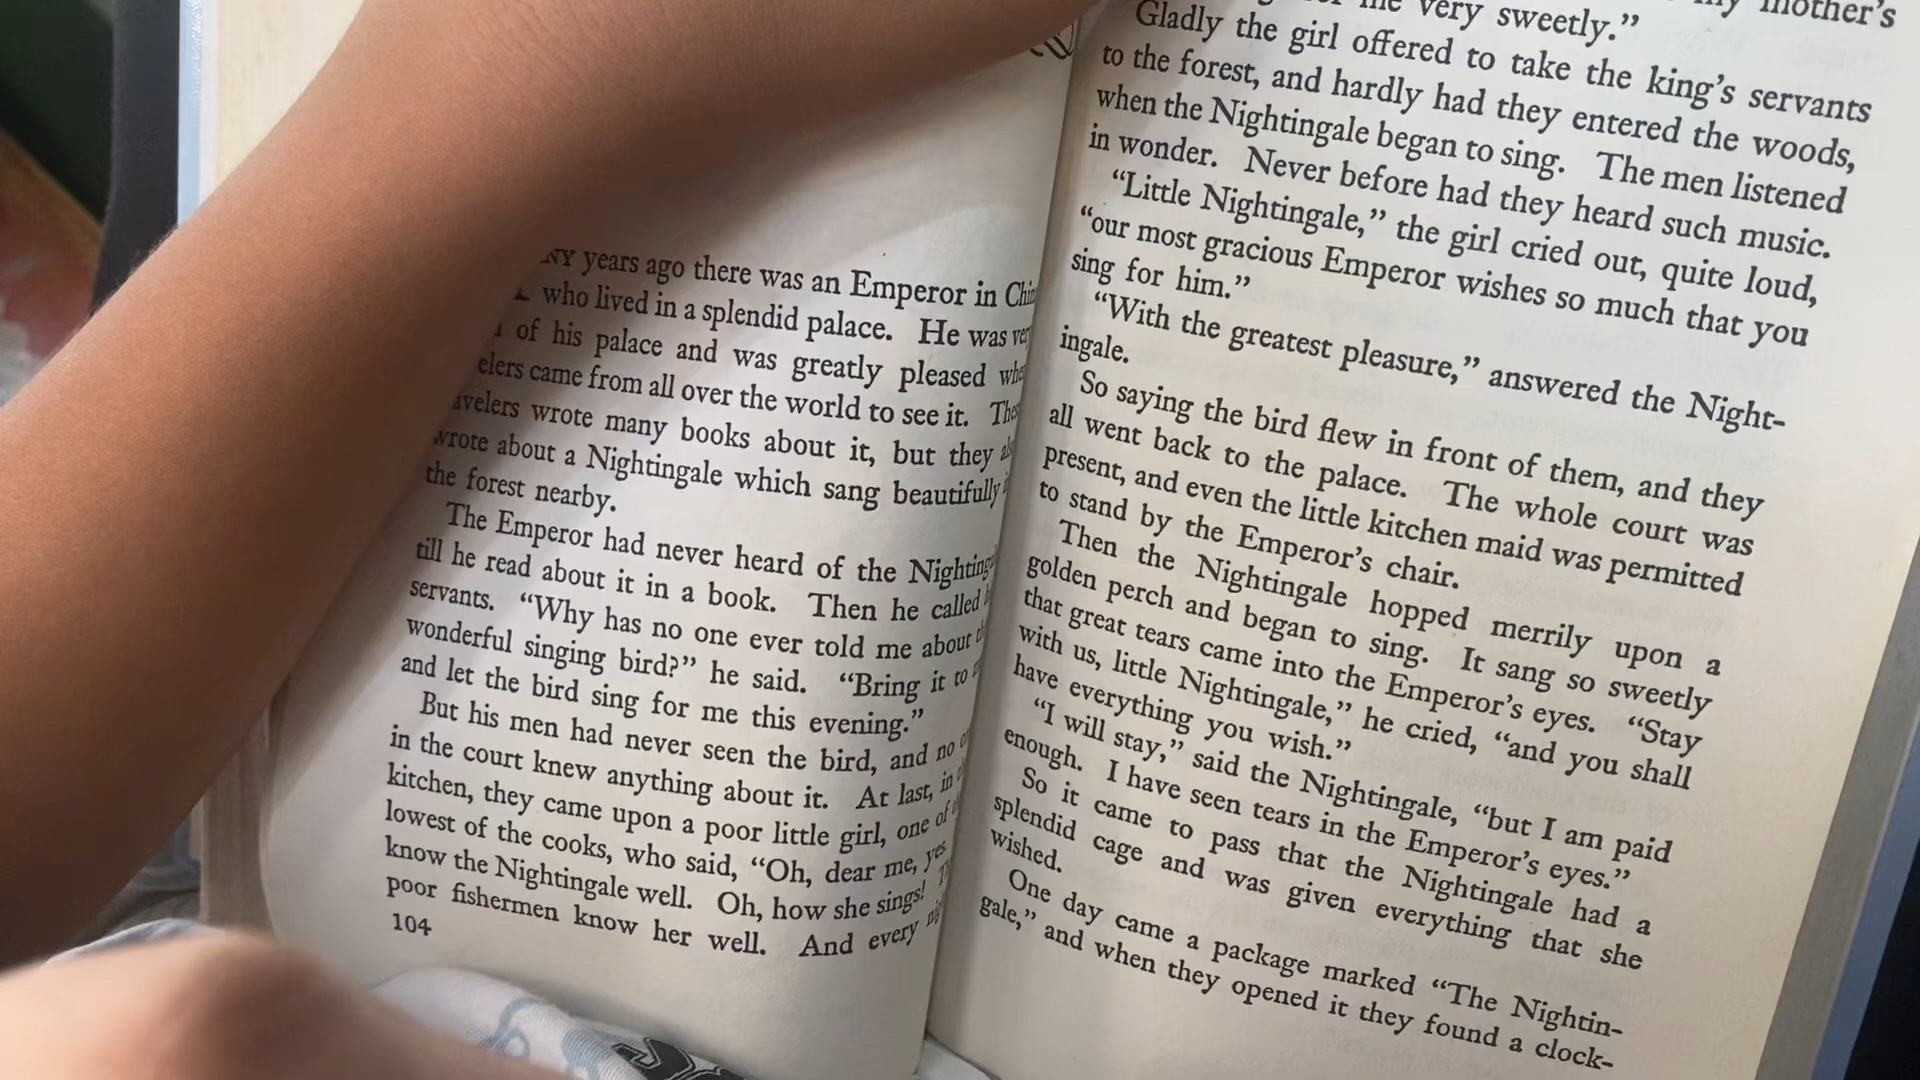 years ago there was an Emperor in
who lived in a splendid palace. He was
of his palace and was greatly pleased
came from all over the world to see it.
wrote many books about it, but they
wrote about a Nightingale which sang beautifully
the forest nearby.
The Emperor had never heard of the
till he read about it in a book. Then he called
servants. “Why has no one ever told me about
wonderful singing bird?” he said. “Bring it to
and let the bird sing for me this evening.”
But his men had never seen the bird, and no
in the court knew anything about it. At last, in
kitchen, they came upon a poor little girl, one of
lowest of the cooks, who said, “Oh, dear me, yes.
know the Nightingale well. Oh, how she sings!
poor fishermen know her well. And every
104
mother’s
me very sweetly.”
Gladly the girl offered to take the king’s servants
to the forest, and hardly had they entered the woods,
when the Nightingale began to sing. The men listened
in wonder. Never before had they heard such music.
“Little Nightingale,” the girl cried out, quite loud,
“our most gracious Emperor wishes so much that you
sing for him.”
“With the greatest pleasure,” answered the Night-
ingale.
So saying the bird flew in front of them, and they
all went back to the palace. The whole court was
present, and even the little kitchen maid was permitted
to stand by the Emperor’s chair.
Then the Nightingale hopped merrily upon a
golden perch and began to sing. It sang so sweetly
that great tears came into the Emperor’s eyes. “Stay
with us, little Nightingale,” he cried, “and you shall
have everything you wish.”
“I will stay,” said the Nightingale, “but I am paid
enough. I have seen tears in the Emperor’s eyes.”
So it came to pass that the Nightingale had a
splendid cage and was given everything that she
wished.
One day came a package marked “The Nightin-
gale,” and when they opened it they found a clock-